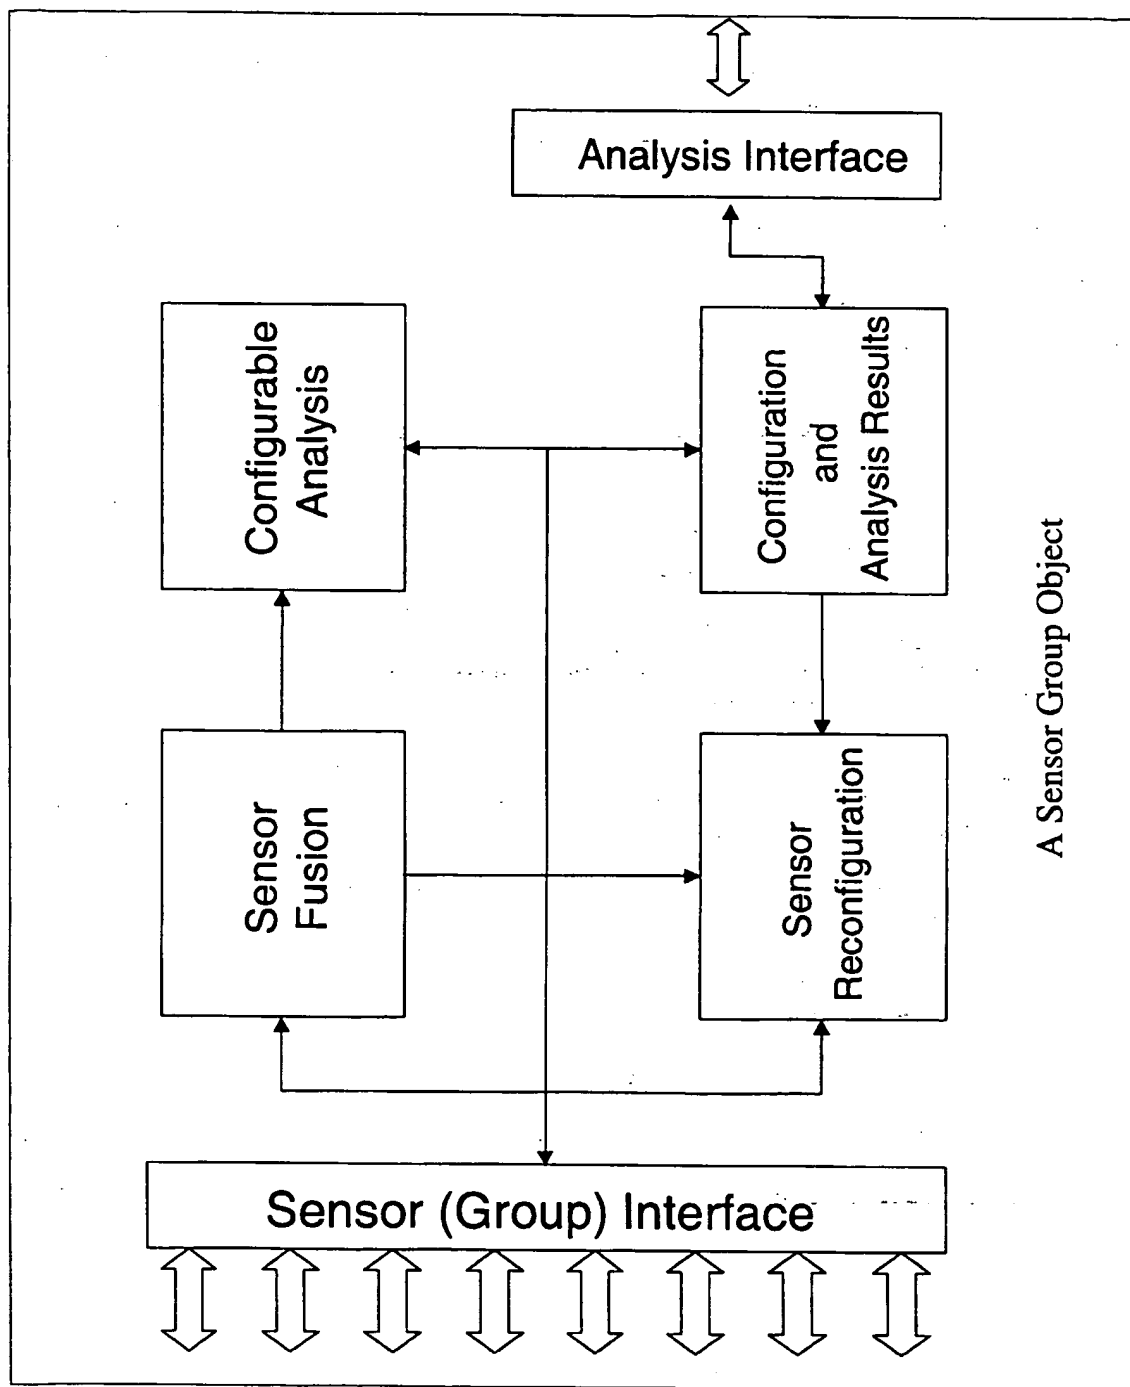 Analysis Interface
Configurable
Analysis
Configuration
and
Analysis Results
Sensor
Fusion
Sensor
Reconfiguration
Sensor (Group) Interface
A Sensor Group Object